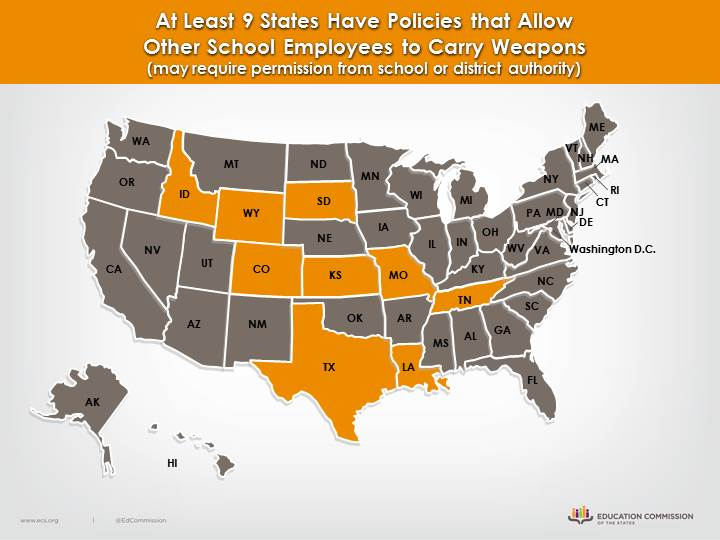 At Least 9 States Have Policies that Allow
Other School Employees to Carry Weapons
(may require permission from school or district authority)
WA
MT
ND
MN
ME
VT
NH
MA
OR
ID
WY
SD
WI
MI
NY
RI
CT
NV
UT
CO
NE
IA
IL
IN
OH
PA
MD
NJ
DE
CA
KS
MO
KY
WV
VA
Washington D.C.
AZ
NM
OK
AR
TN
NC
SC
TX
LA
MS
AL
GA
FL
AK
HI
www.ecs.org | @EdCommission
EDUCATION COMMISSION
OF THE STATES